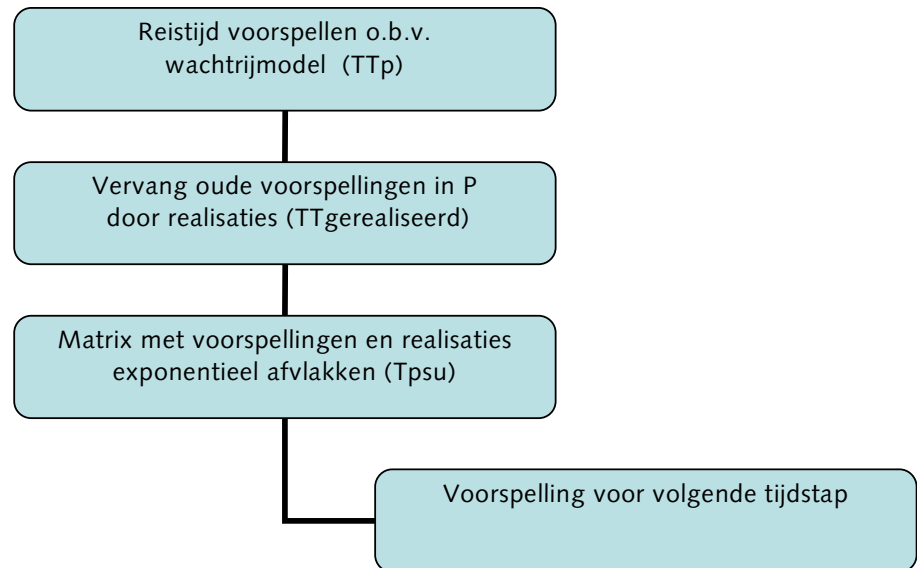 Reistijd voorspellen o.b.v.
wachtrijmodel (TTp)
Vervang oude voorspellingen in P
door realisaties (TTgerealiseerd)
Matrix met voorspellingen en realisaties
exponentieel afvlakken (Tpsu)
Voorspelling voor volgende tijdstap